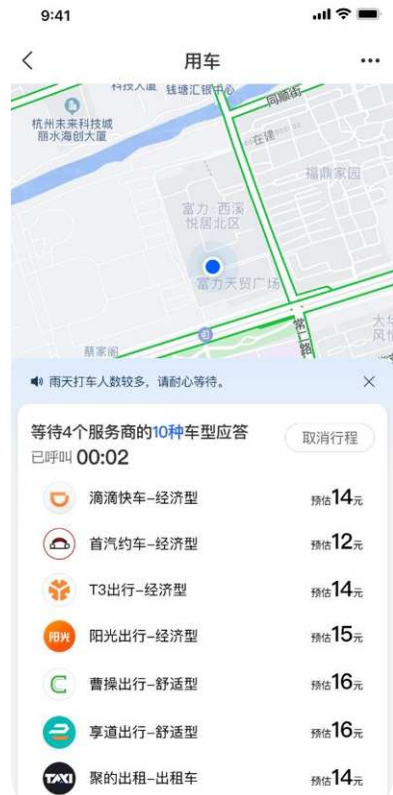 9:41
用车
科技大厦
钱塘汇银中心
同顺街
杭州未来科技城
丽水海创大厦
在建
福鼎家园
富力·西溪
悦居北区
富力天贸广场
蔡家阁
雨天打车人数较多，请耐心等待。
等待4个服务商的10种车型应答
取消行程
已呼叫 00:02
滴滴快车–经济型
预估14元
首汽约车–经济型
预估12元
T3出行–经济型
预估14元
阳光
阳光出行–经济型
预估15元
曹操出行–舒适型
预估16元
享道出行–舒适型
预估16元
TAXI
聚的出租–出租车
预估14元